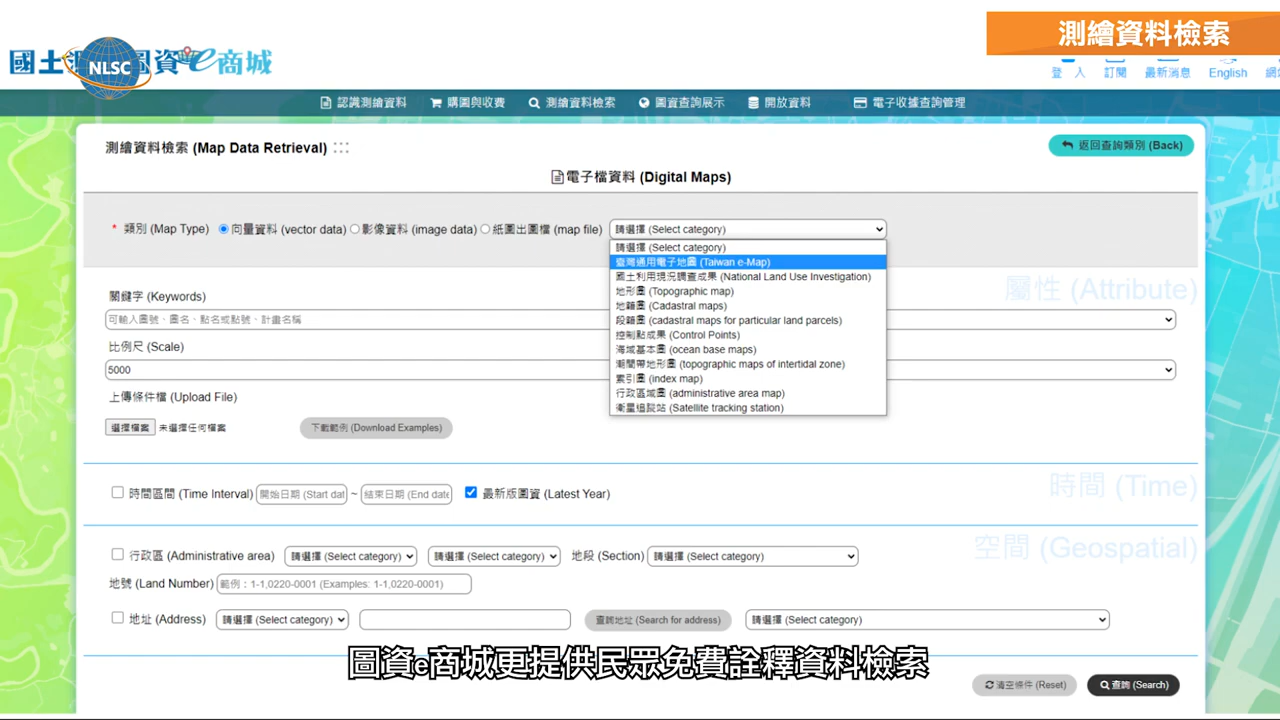 測繪資料檢索
國土測繪圖資e商城
NLSC
登 入 訂閱 最新消息 English
認識測繪資料 購圖與收費 測繪資料檢索 圖資查詢展示 開放資料 電子收據查詢管理
測繪資料檢索 (Map Data Retrieval) :::
返回查詢類別 (Back)
電子檔資料 (Digital Maps)
* 類別 (Map Type) 向量資料 (vector data) 影像資料 (image data) 紙圖出圖檔 (map file) 請選擇 (Select category)
請選擇 (Select category)
臺灣通用電子地圖 (Taiwan e-Map)
國土利用現況調查成果 (National Land Use Investigation)
地形圖 (Topographic map)
地籍圖 (Cadastral maps)
段籍圖 (cadastral maps for particular land parcels)
控制點成果 (Control Points)
海域基本圖 (ocean base maps)
潮間帶地形圖 (topographic maps of intertidal zone)
索引圖 (index map)
行政區域圖 (administrative area map)
衛星追蹤站 (Satellite tracking station)
屬性 (Attribute)
關鍵字 (Keywords)
可輸入圖號、圖名、點名或點號、計畫名稱
比例尺 (Scale)
5000
上傳條件檔 (Upload File)
選擇檔案 未選擇任何檔案 下載範例 (Download Examples)
時間 (Time)
時間區間 (Time Interval) 開始日期 (Start dat ~ 結束日期 (End date 最新版圖資 (Latest Year)
空間 (Geospatial)
行政區 (Administrative area) 請選擇 (Select category) 請選擇 (Select category) 地段 (Section) 請選擇 (Select category)
地號 (Land Number) 範例：1-1,0220-0001 (Examples: 1-1,0220-0001)
地址 (Address) 請選擇 (Select category) 查詢地址 (Search for address) 請選擇 (Select category)
圖資e商城更提供民眾免費詮釋資料檢索
清空條件 (Reset) 查詢 (Search)